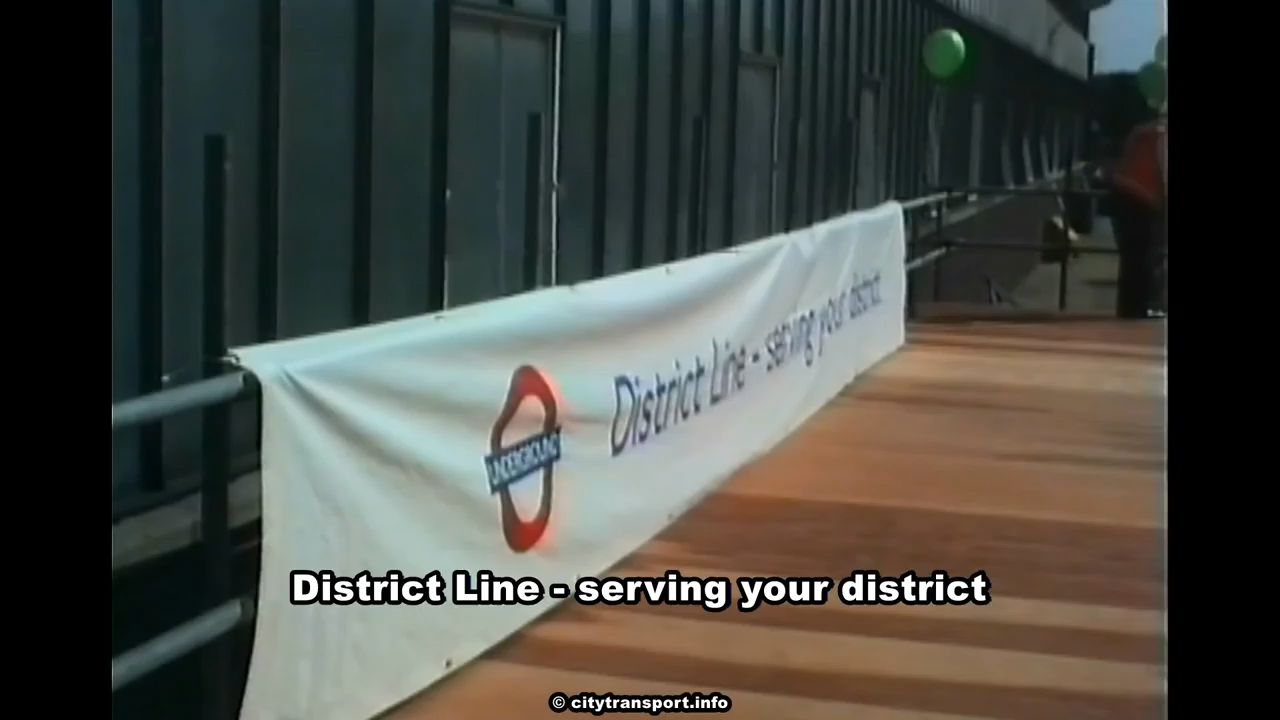 District Line - serving your district
UNDERGROUND
District Line - serving your district
© citytransport.info